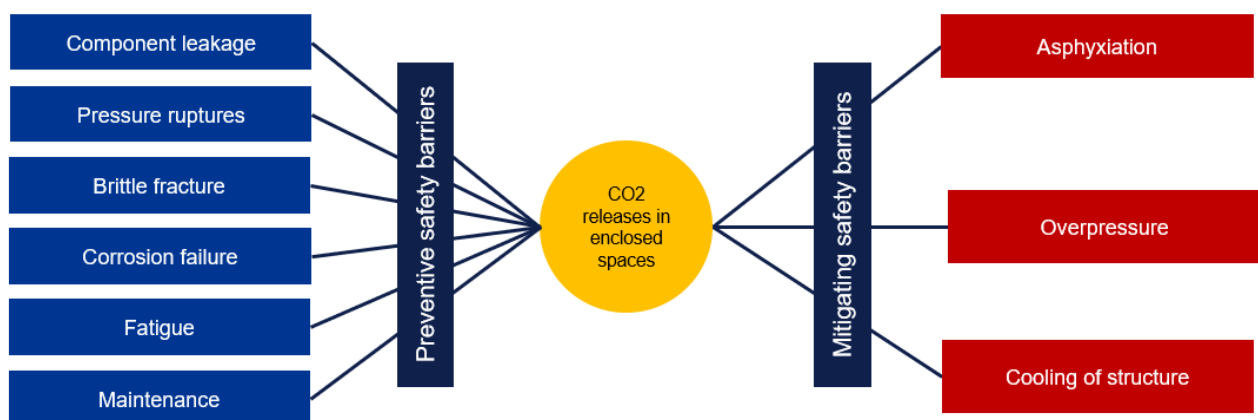 Component leakage
Pressure ruptures
Brittle fracture
Corrosion failure
Fatigue
Maintenance
Preventive safety barriers
CO2
releases in
enclosed
spaces
Mitigating safety barriers
Asphyxiation
Overpressure
Cooling of structure